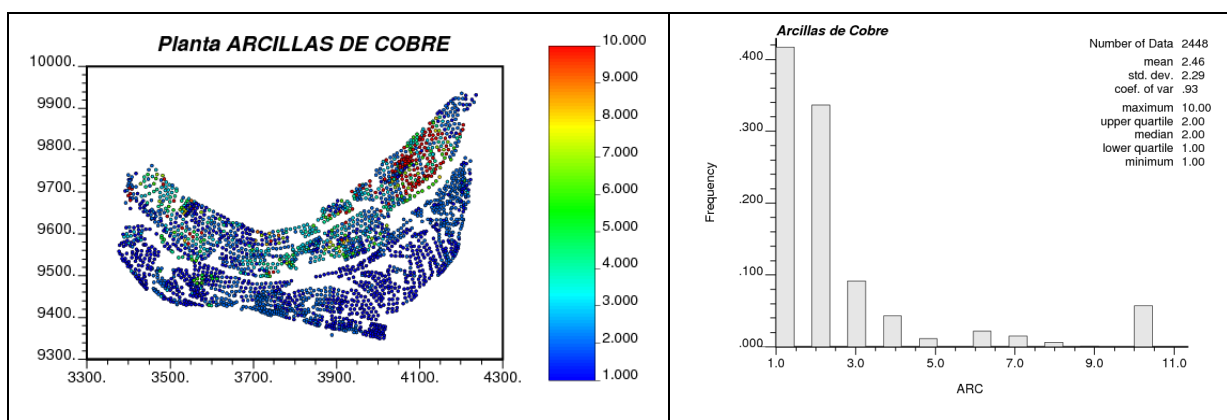 Planta ARCILLAS DE COBRE
10000.
9900.
9800.
9700.
9600.
9500.
9400.
9300.
3300. 3500. 3700. 3900. 4100. 4300.
10.000
9.000
8.000
7.000
6.000
5.000
4.000
3.000
2.000
1.000
Arcillas de Cobre
Number of Data 2448
mean 2.46
std. dev. 2.29
coef. of var .93
maximum 10.00
upper quartile 2.00
median 2.00
lower quartile 1.00
minimum 1.00
Frequency
.400
.300
.200
.100
.000
1.0 3.0 5.0 7.0 9.0 11.0
ARC